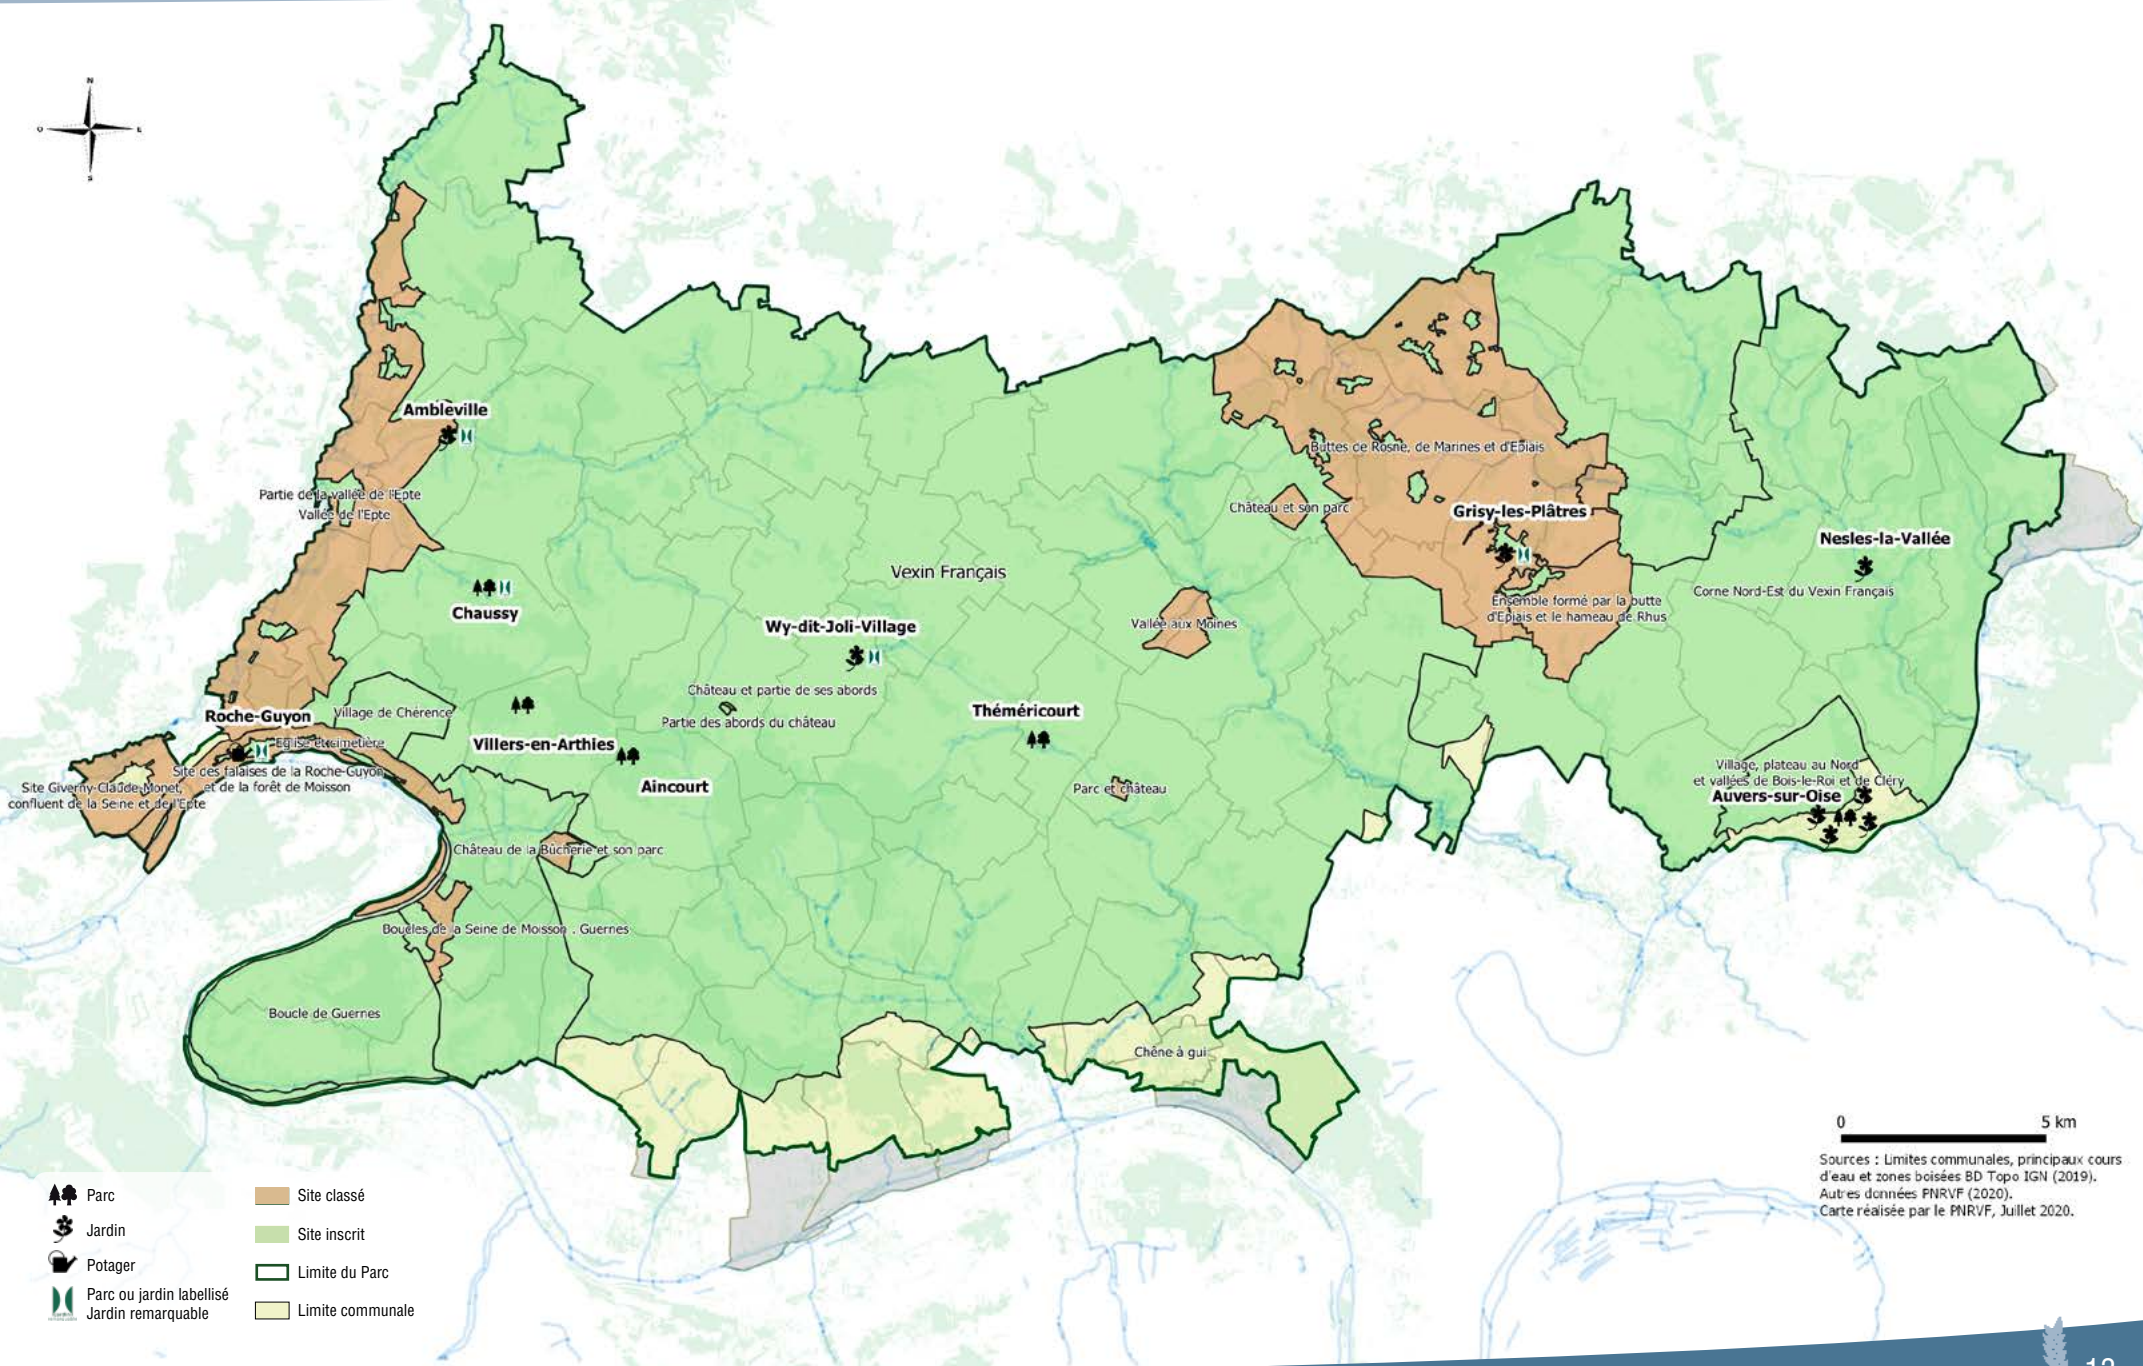 N
O
E
S
Ambleville
Partie de la vallée de l'Epte
Vallée de l'Epte
Buttes de Rosne, de Marines et d'Epiais
Château et son parc
Grisy-les-Plâtres
Nesles-la-Vallée
Vexin Français
Chaussy
Corne Nord-Est du Vexin Français
Ensemble formé par la butte
d'Epiais et le hameau de Rhus
Wy-dit-Joli-Village
Vallée aux Moines
Château et partie de ses abords
Partie des abords du château
Théméricourt
Roche-Guyon
Village de Chérence
Eglise et cimetière
Villers-en-Arthies
Site des falaises de la Roche-Guyon
et de la forêt de Moisson
Site Giverny-Claude-Monet,
confluent de la Seine et de l'Epte
Aincourt
Parc et château
Village, plateau au Nord
et vallées de Bois-le-Roi et de Cléry
Auvers-sur-Oise
Château de la Bûcherie et son parc
Boucles de la Seine de Moisson . Guernes
Boucle de Guernes
Chêne à gui
0 5 km
Sources : Limites communales, principaux cours
d'eau et zones boisées BD Topo IGN (2019).
Autres données PNRVF (2020).
Carte réalisée par le PNRVF, Juillet 2020.
Parc
Jardin
Potager
Parc ou jardin labellisé
Jardin remarquable
Site classé
Site inscrit
Limite du Parc
Limite communale